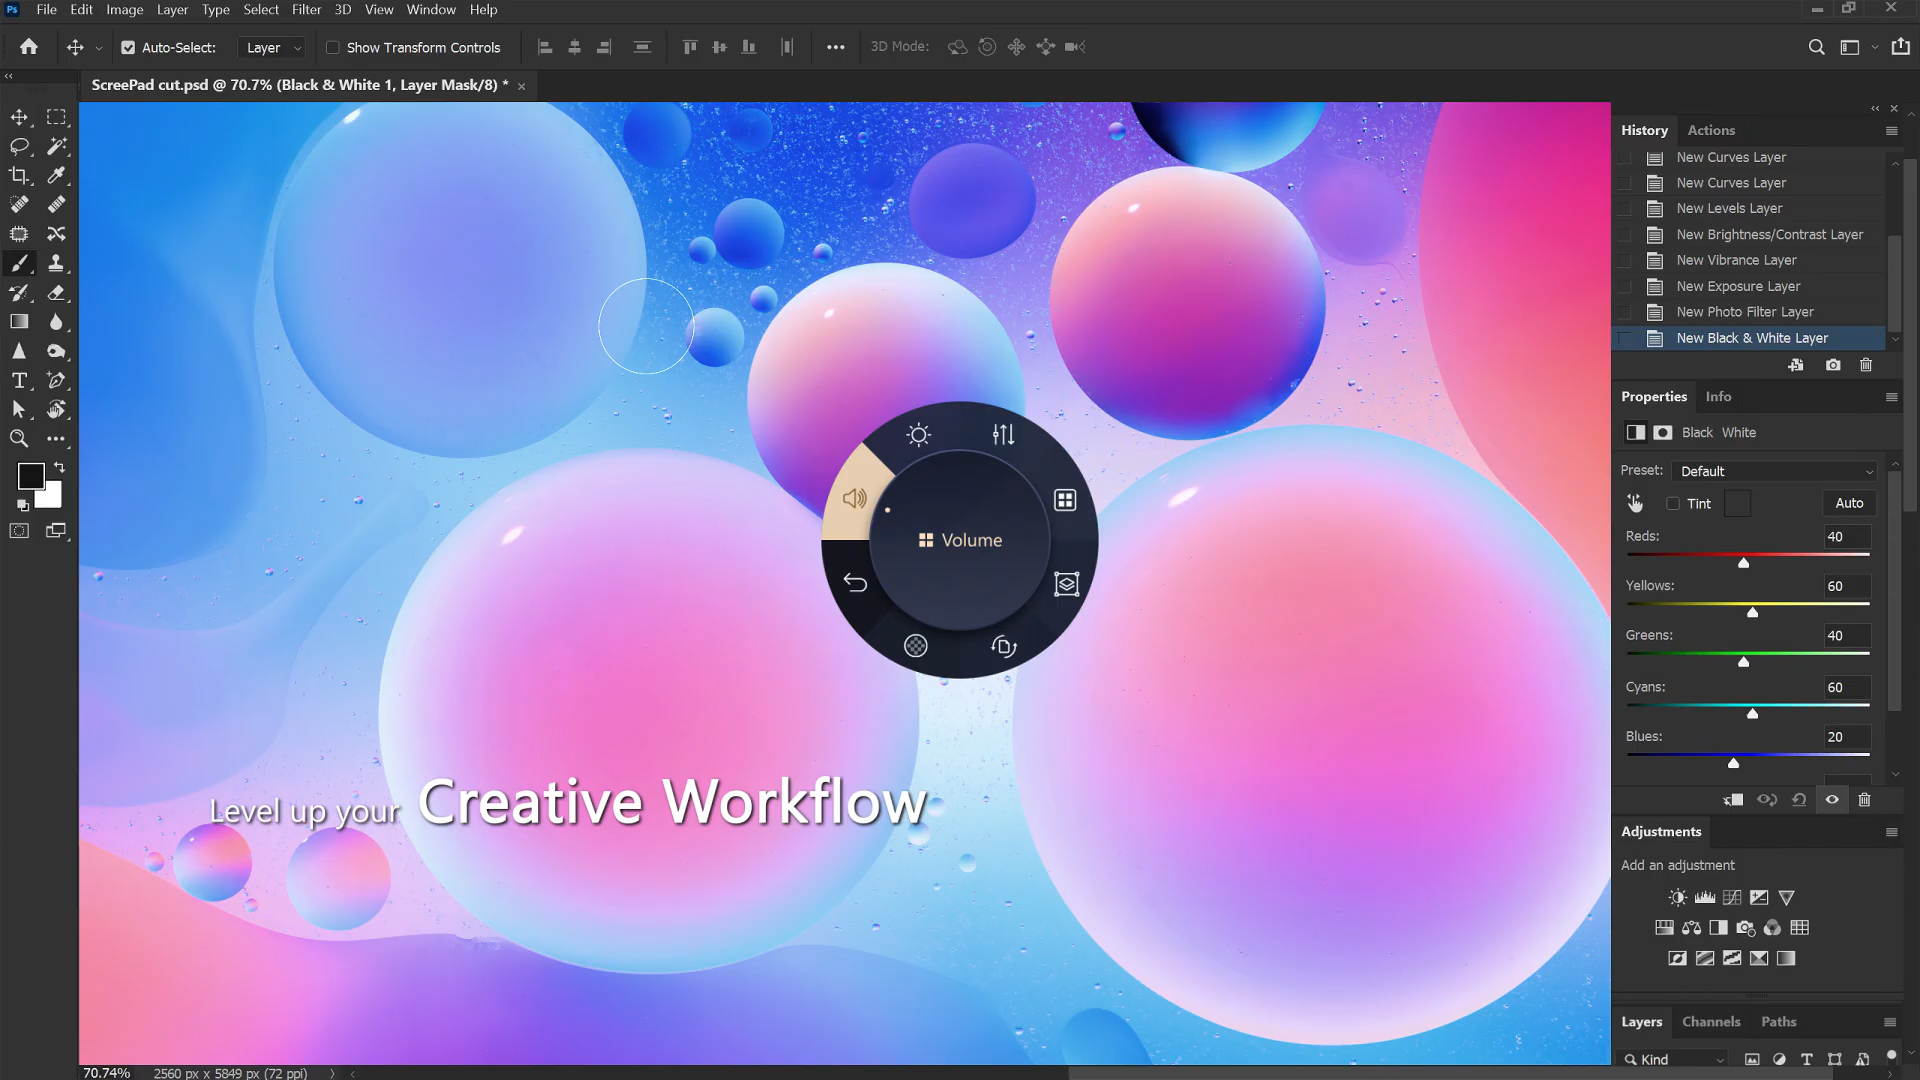 Ps File Edit Image Layer Type Select Filter 3D View Window Help
Auto-Select: Layer Show Transform Controls 3D Mode:
ScreePad cut.psd @ 70.7% (Black & White 1, Layer Mask/8) *
History Actions
New Curves Layer
New Curves Layer
New Levels Layer
New Brightness/Contrast Layer
New Vibrance Layer
New Exposure Layer
New Photo Filter Layer
New Black & White Layer
Properties Info
Black White
Preset: Default
Tint Auto
Reds: 40
Yellows: 60
Greens: 40
Cyans: 60
Blues: 20
Volume
Level up your Creative Workflow
Adjustments
Add an adjustment
Layers Channels Paths
Kind
70.74% 2560 px x 5849 px (72 ppi)